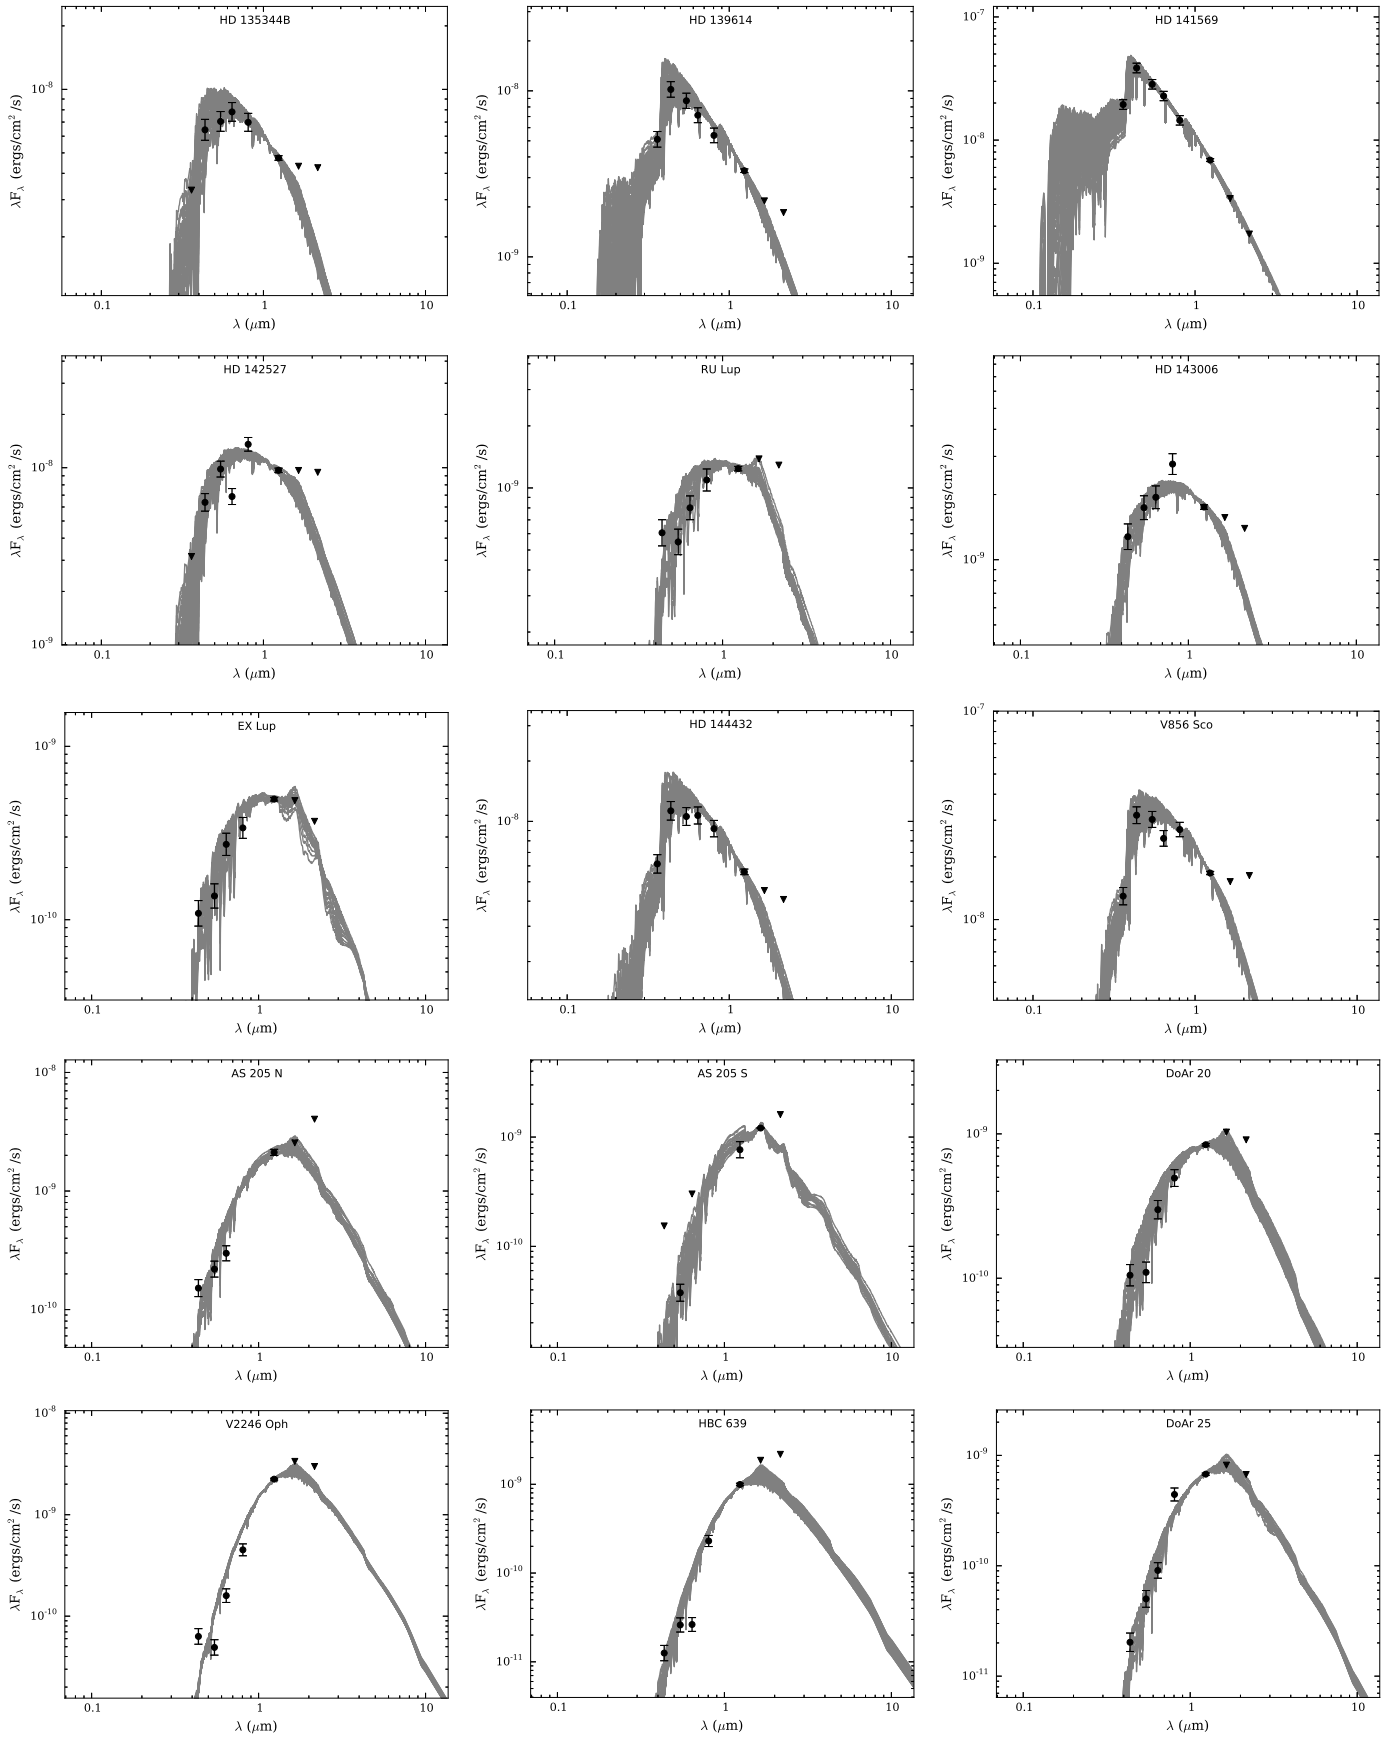 HD 135344B
λF_λ (ergs/cm² /s)
10⁻⁸
0.1 1 10
λ (μm)
HD 139614
λF_λ (ergs/cm² /s)
10⁻⁸
10⁻⁹
0.1 1 10
λ (μm)
HD 141569
λF_λ (ergs/cm² /s)
10⁻⁷
10⁻⁸
10⁻⁹
0.1 1 10
λ (μm)
HD 142527
λF_λ (ergs/cm² /s)
10⁻⁸
10⁻⁹
0.1 1 10
λ (μm)
RU Lup
λF_λ (ergs/cm² /s)
10⁻⁹
0.1 1 10
λ (μm)
HD 143006
λF_λ (ergs/cm² /s)
10⁻⁹
0.1 1 10
λ (μm)
EX Lup
λF_λ (ergs/cm² /s)
10⁻⁹
10⁻¹⁰
0.1 1 10
λ (μm)
HD 144432
λF_λ (ergs/cm² /s)
10⁻⁸
0.1 1 10
λ (μm)
V856 Sco
λF_λ (ergs/cm² /s)
10⁻⁷
10⁻⁸
0.1 1 10
λ (μm)
AS 205 N
λF_λ (ergs/cm² /s)
10⁻⁸
10⁻⁹
10⁻¹⁰
0.1 1 10
λ (μm)
AS 205 S
λF_λ (ergs/cm² /s)
10⁻⁹
10⁻¹⁰
0.1 1 10
λ (μm)
DoAr 20
λF_λ (ergs/cm² /s)
10⁻⁹
10⁻¹⁰
0.1 1 10
λ (μm)
V2246 Oph
λF_λ (ergs/cm² /s)
10⁻⁸
10⁻⁹
10⁻¹⁰
0.1 1 10
λ (μm)
HBC 639
λF_λ (ergs/cm² /s)
10⁻⁹
10⁻¹⁰
10⁻¹¹
0.1 1 10
λ (μm)
DoAr 25
λF_λ (ergs/cm² /s)
10⁻⁹
10⁻¹⁰
10⁻¹¹
0.1 1 10
λ (μm)